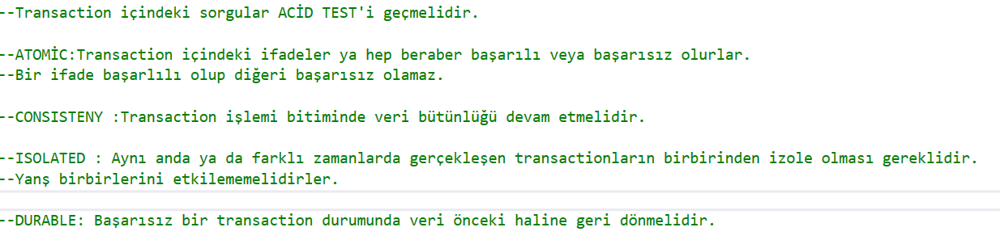 --Transaction içindeki sorgular ACİD TEST'i geçmelidir.
--ATOMİC:Transaction içindeki ifadeler ya hep beraber başarılı veya başarısız olurlar.
--Bir ifade başarlılı olup diğeri başarısız olamaz.
--CONSISTENY :Transaction işlemi bitiminde veri bütünlüğü devam etmelidir.
--ISOLATED : Aynı anda ya da farklı zamanlarda gerçekleşen transactionların birbirinden izole olması gereklidir.
--Yanş birbirlerini etkilememelidirler.
--DURABLE: Başarısız bir transaction durumunda veri önceki haline geri dönmelidir.